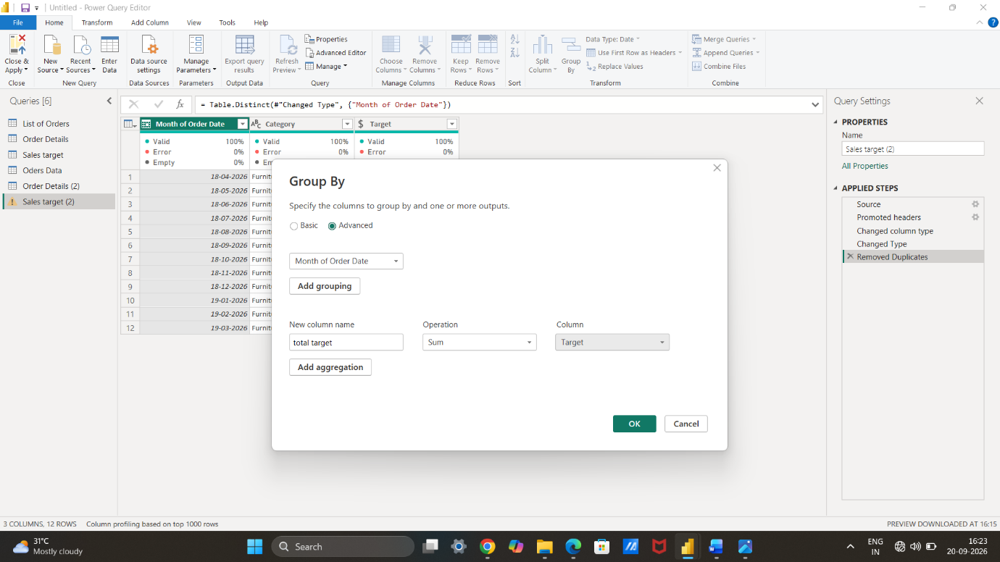 Untitled - Power Query Editor
File Home Transform Add Column View Tools Help
Close & Apply
New Source
Recent Sources
Enter Data
Data source settings
Manage Parameters
Export query results
Refresh Preview
Properties
Advanced Editor
Manage
Choose Columns
Remove Columns
Keep Rows
Remove Rows
Split Column
Group By
Data Type: Date
Use First Row as Headers
Replace Values
Merge Queries
Append Queries
Combine Files
Close New Query Data Sources Parameters Output Data Query Manage Columns Reduce Rows Sort Transform Combine
Queries [6]
List of Orders
Order Details
Sales target
Oders Data
Order Details (2)
Sales target (2)
fx = Table.Distinct(#"Changed Type", {"Month of Order Date"})
Month of Order Date ABC Category $ Target
Valid 100% Valid 100% Valid 100%
Error 0% Error 0% Error 0%
Empty 0% Em
1 18-04-2026 Furnit
2 18-05-2026 Furnit
3 18-06-2026 Furnit
4 18-07-2026 Furnit
5 18-08-2026 Furnit
6 18-09-2026 Furnit
7 18-10-2026 Furnit
8 18-11-2026 Furnit
9 18-12-2026 Furnit
10 19-01-2026 Furnit
11 19-02-2026 Furnit
12 19-03-2026 Furnit
Group By
Specify the columns to group by and one or more outputs.
Basic Advanced
Month of Order Date
Add grouping
New column name Operation Column
total target Sum Target
Add aggregation
OK Cancel
Query Settings
PROPERTIES
Name
Sales target (2)
All Properties
APPLIED STEPS
Source
Promoted headers
Changed column type
Changed Type
Removed Duplicates
3 COLUMNS, 12 ROWS Column profiling based on top 1000 rows PREVIEW DOWNLOADED AT 16:15
31°C
Mostly cloudy
Search
ENG
IN
16:23
20-09-2026